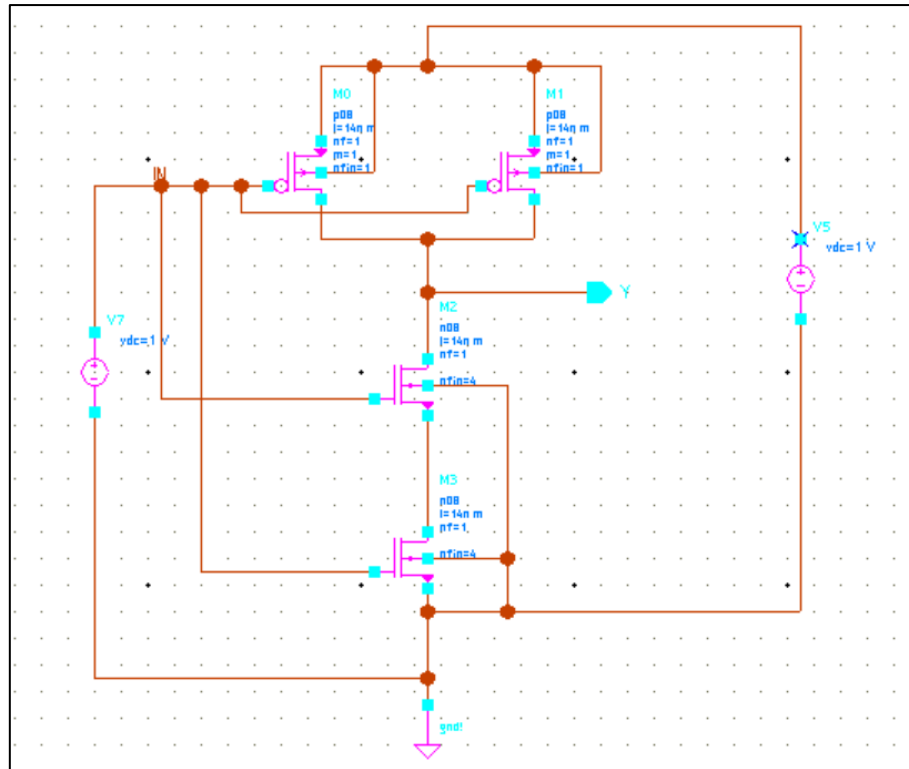 M0
p08
l=14n m
nf=1
m=1
nfin=1
M1
p08
l=14n m
nf=1
m=1
nfin=1
IN
V5
vdc=1 V
Y
M2
n08
l=14n m
nf=1
nfin=4
V7
vdc=1 V
M3
n08
l=14n m
nf=1
nfin=4
gnd!